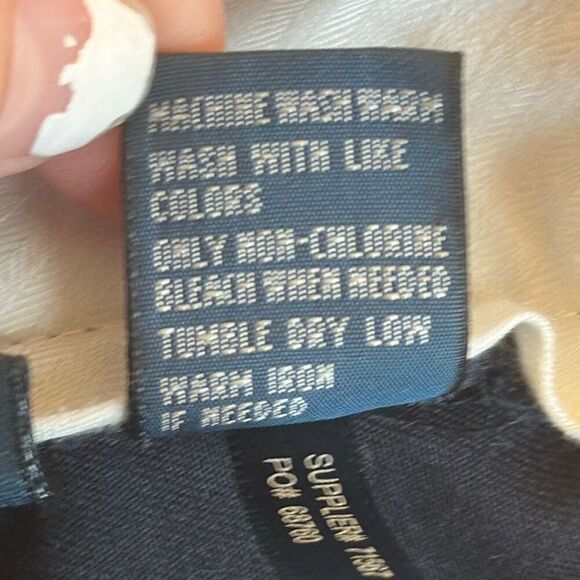 MACHINE WASH WARM
WASH WITH LIKE
COLORS
ONLY NON-CHLORINE
BLEACH WHEN NEEDED
TUMBLE DRY LOW
WARM IRON
IF NEEDED
SUPPLIER#
PO# 68760